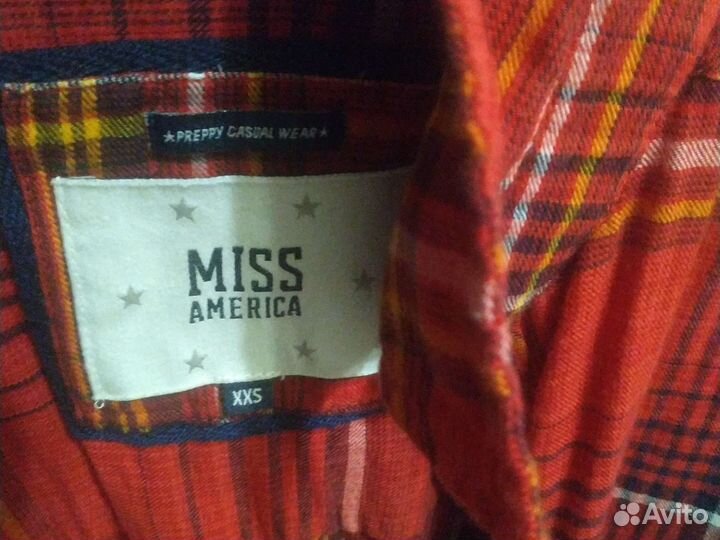 ★PREPPY CASUAL WEAR★
MISS
AMERICA
XXS
Avito